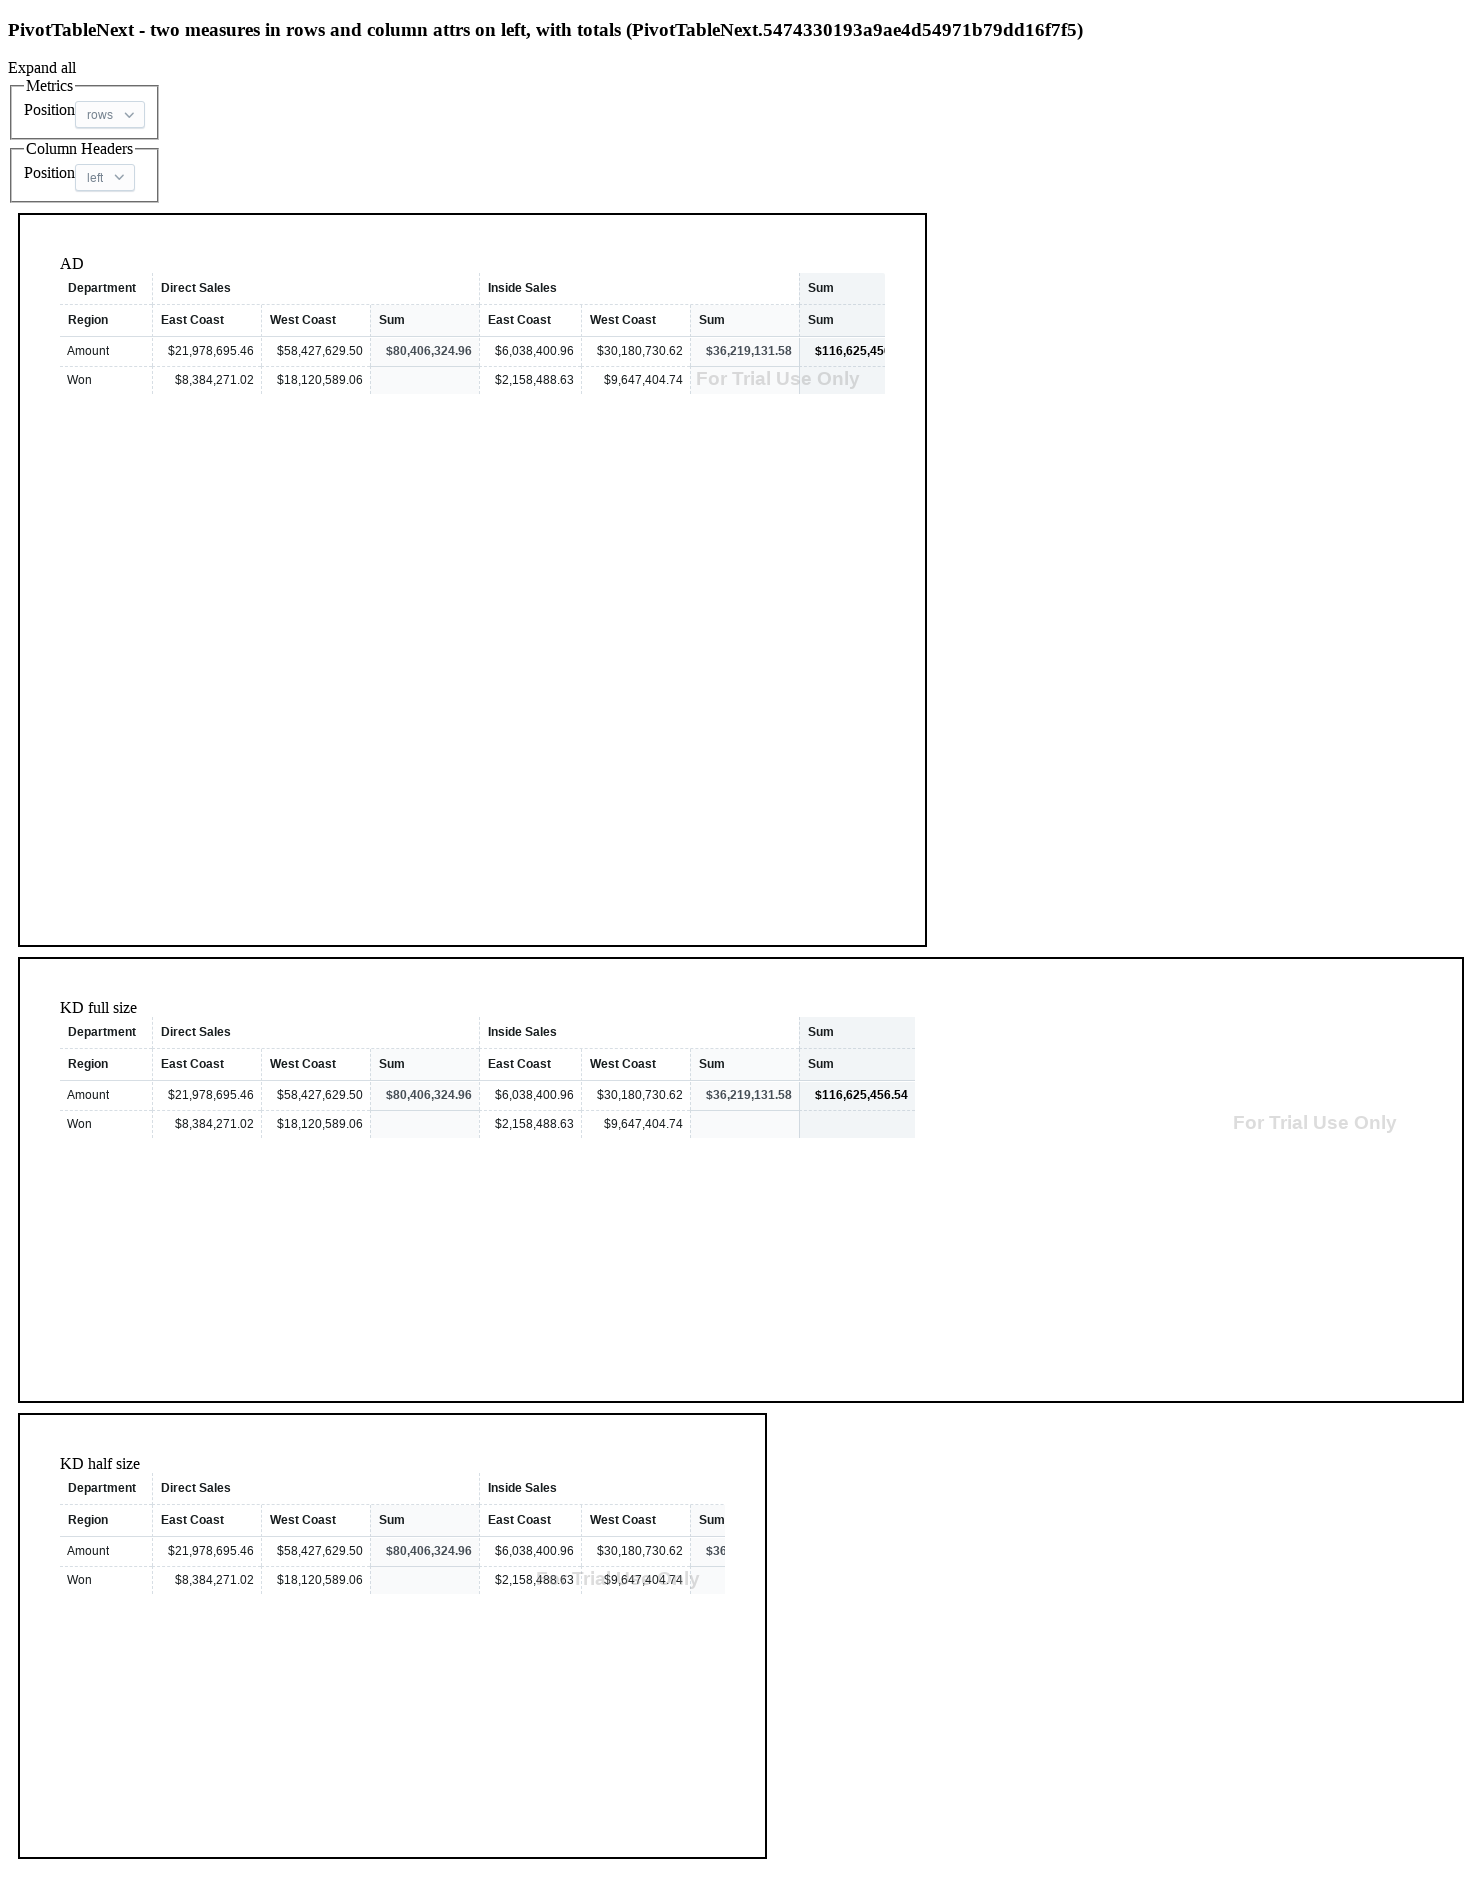 PivotTableNext - two measures in rows and column attrs on left, with totals (PivotTableNext.5474330193a9ae4d54971b79dd16f7f5)
Expand all
Metrics
Position rows
Column Headers
Position left
AD
Department Direct Sales Inside Sales Sum
Region East Coast West Coast Sum East Coast West Coast Sum Sum
Amount $21,978,695.46 $58,427,629.50 $80,406,324.96 $6,038,400.96 $30,180,730.62 $36,219,131.58 $116,625,456
Won $8,384,271.02 $18,120,589.06 $2,158,488.63 $9,647,404.74
For Trial Use Only
KD full size
Department Direct Sales Inside Sales Sum
Region East Coast West Coast Sum East Coast West Coast Sum Sum
Amount $21,978,695.46 $58,427,629.50 $80,406,324.96 $6,038,400.96 $30,180,730.62 $36,219,131.58 $116,625,456.54
Won $8,384,271.02 $18,120,589.06 $2,158,488.63 $9,647,404.74
For Trial Use Only
KD half size
Department Direct Sales Inside Sales
Region East Coast West Coast Sum East Coast West Coast Sum
Amount $21,978,695.46 $58,427,629.50 $80,406,324.96 $6,038,400.96 $30,180,730.62 $36
Won $8,384,271.02 $18,120,589.06 $2,158,488.63 $9,647,404.74
For Trial Use Only